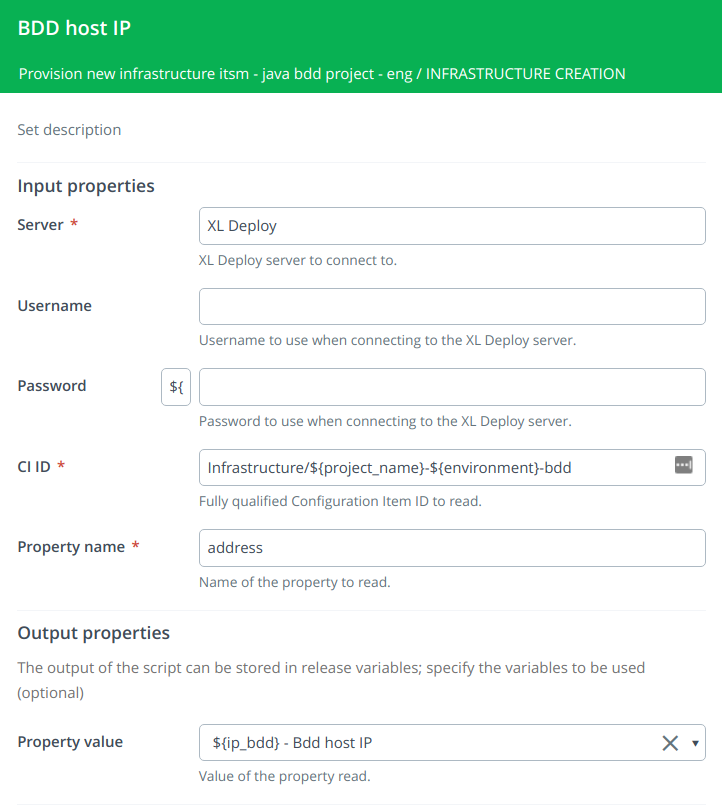 BDD host IP
Provision new infrastructure itsm - java bdd project - eng / INFRASTRUCTURE CREATION
Set description
Input properties
Server *
XL Deploy
XL Deploy server to connect to.
Username
Username to use when connecting to the XL Deploy server.
Password
${
Password to use when connecting to the XL Deploy server.
CI ID *
Infrastructure/${project_name}-${environment}-bdd
Fully qualified Configuration Item ID to read.
Property name *
address
Name of the property to read.
Output properties
The output of the script can be stored in release variables; specify the variables to be used
(optional)
Property value
${ip_bdd} - Bdd host IP
Value of the property read.